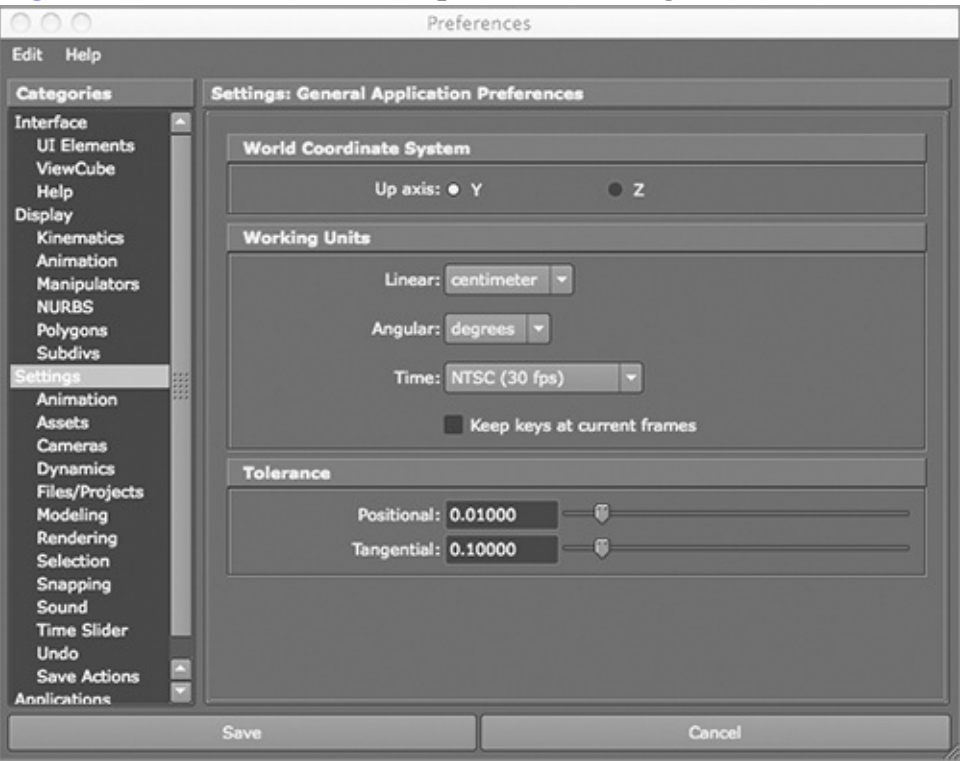 Preferences
Edit Help
Categories
Interface
UI Elements
ViewCube
Help
Display
Kinematics
Animation
Manipulators
NURBS
Polygons
Subdivs
Settings
Animation
Assets
Cameras
Dynamics
Files/Projects
Modeling
Rendering
Selection
Snapping
Sound
Time Slider
Undo
Save Actions
Applications
Settings: General Application Preferences
World Coordinate System
Up axis: Y Z
Working Units
Linear: centimeter
Angular: degrees
Time: NTSC (30 fps)
Keep keys at current frames
Tolerance
Positional: 0.01000
Tangential: 0.10000
Save Cancel